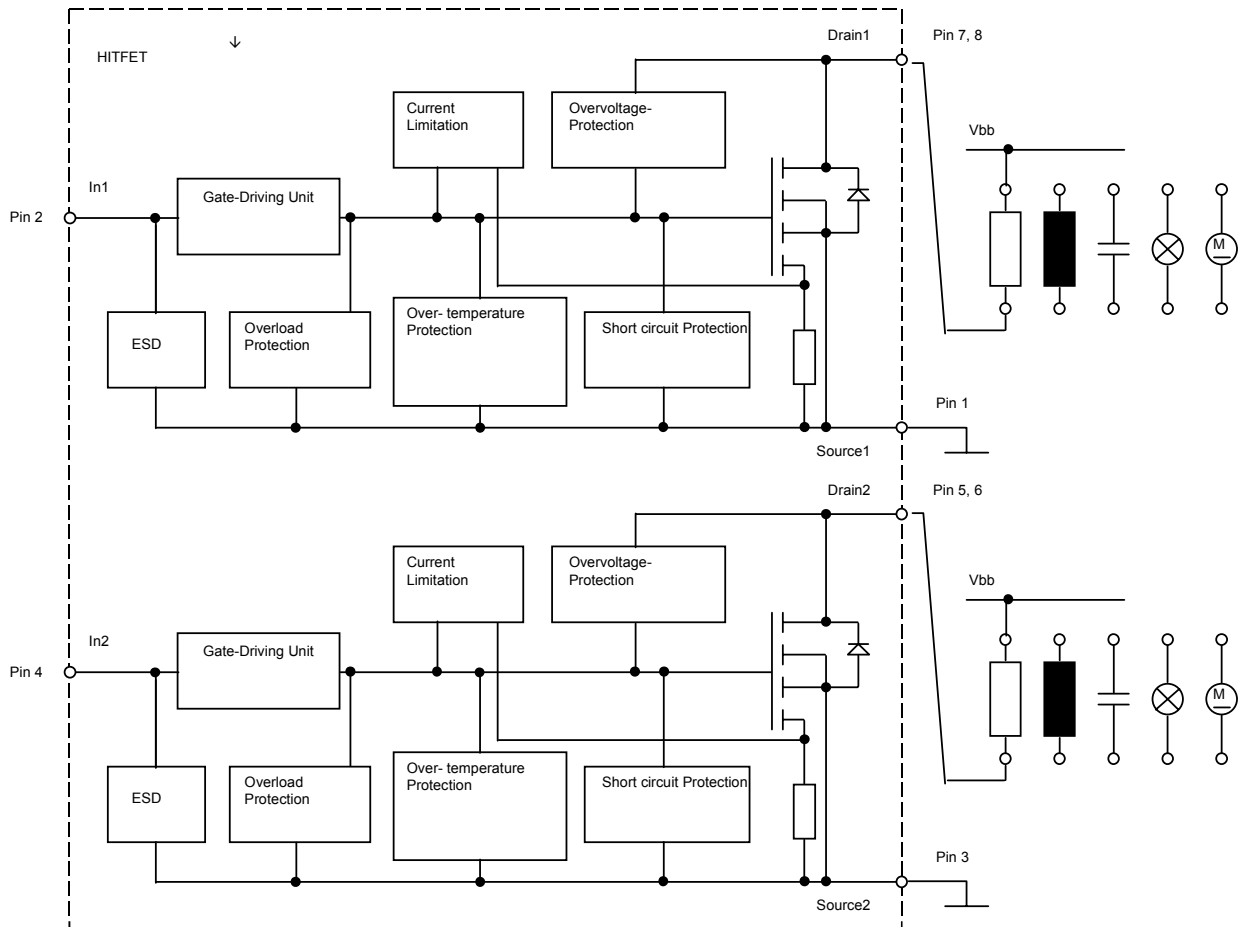 Drain1
Pin 7, 8
HITFET
Current
Limitation
Overvoltage-
Protection
Vbb
In1
Gate-Driving Unit
Pin 2
M
ESD
Overload
Protection
Over- temperature
Protection
Short circuit Protection
Pin 1
Source1
Drain2
Pin 5, 6
Current
Limitation
Overvoltage-
Protection
Vbb
In2
Gate-Driving Unit
Pin 4
M
ESD
Overload
Protection
Over- temperature
Protection
Short circuit Protection
Pin 3
Source2